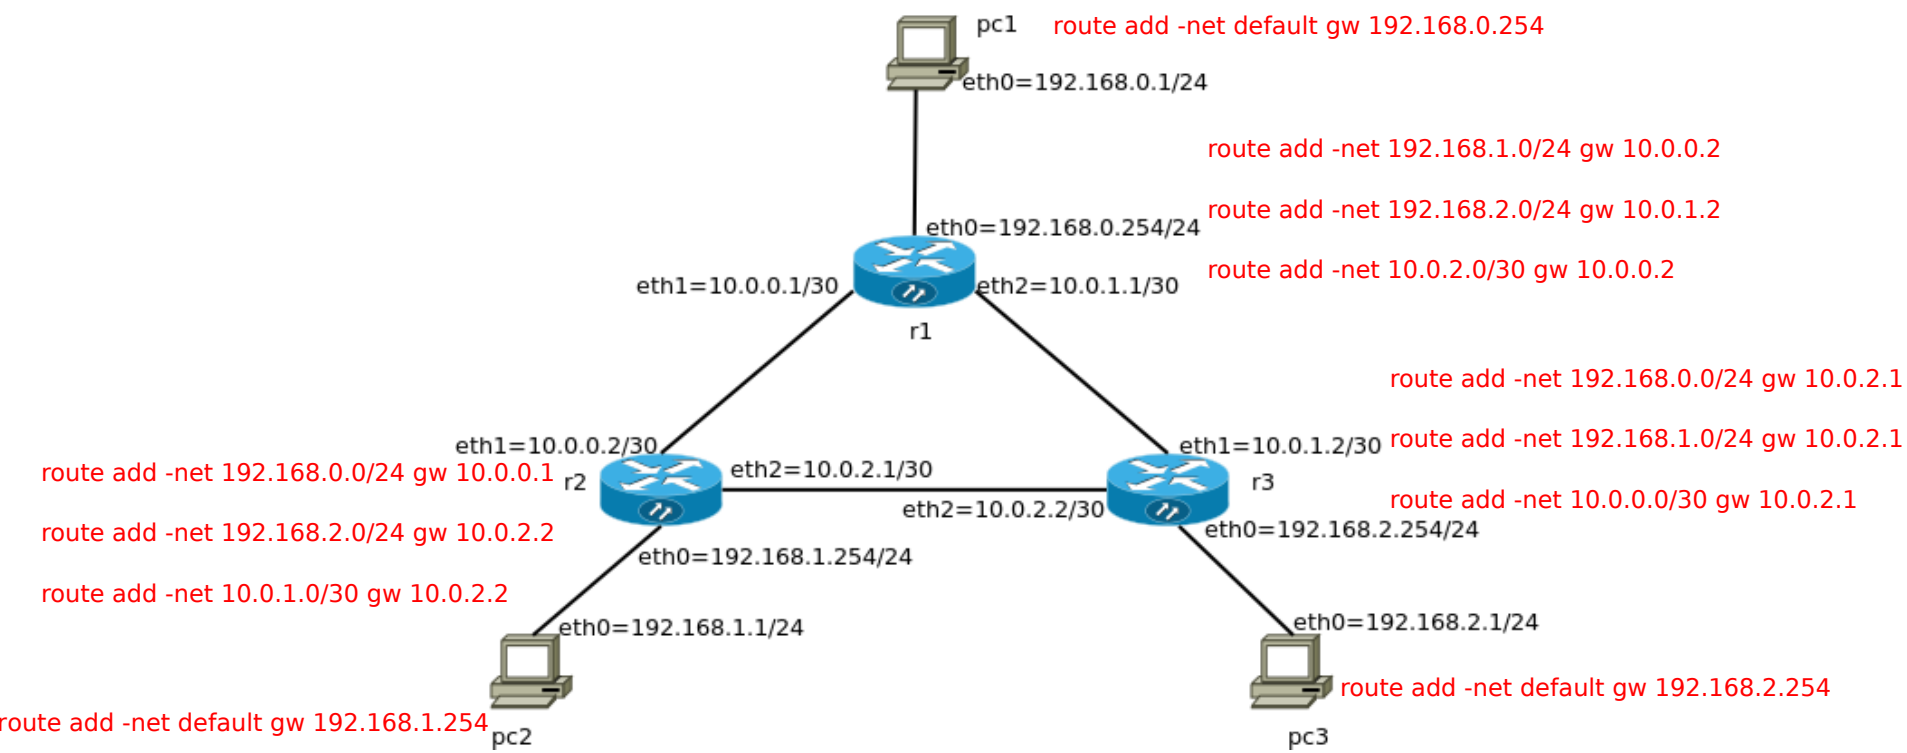 pc1
route add -net default gw 192.168.0.254
eth0=192.168.0.1/24
route add -net 192.168.1.0/24 gw 10.0.0.2
route add -net 192.168.2.0/24 gw 10.0.1.2
route add -net 10.0.2.0/30 gw 10.0.0.2
eth0=192.168.0.254/24
eth1=10.0.0.1/30
eth2=10.0.1.1/30
r1
route add -net 192.168.0.0/24 gw 10.0.2.1
route add -net 192.168.1.0/24 gw 10.0.2.1
route add -net 10.0.0.0/30 gw 10.0.2.1
eth1=10.0.0.2/30
eth1=10.0.1.2/30
route add -net 192.168.0.0/24 gw 10.0.0.1
route add -net 192.168.2.0/24 gw 10.0.2.2
route add -net 10.0.1.0/30 gw 10.0.2.2
r2
eth2=10.0.2.1/30
eth2=10.0.2.2/30
r3
eth0=192.168.1.254/24
eth0=192.168.2.254/24
eth0=192.168.1.1/24
eth0=192.168.2.1/24
route add -net default gw 192.168.1.254
pc2
route add -net default gw 192.168.2.254
pc3